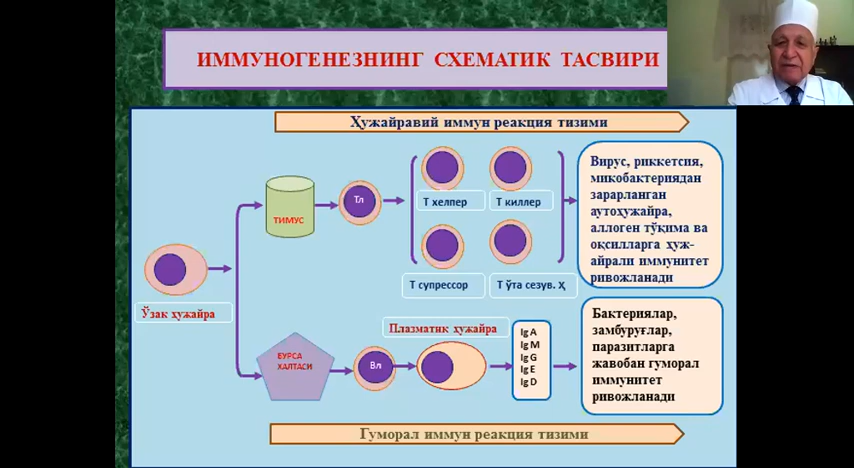 ИММУНОГЕНЕЗНИНГ СХЕМАТИК ТАСВИРИ
Ҳужайравий иммун реакция тизими
Ўзак ҳужайра
ТИМУС
Тл
Т хелпер
Т киллер
Т супрессор
Т ўта сезув. ҳ
Вирус, риккетсия,
микобактериядан
зарарланган
аутоҳужайра,
аллоген тўқима ва
оқсилларга ҳуж-
айрали иммунитет
ривожланади
БУРСА
ХАЛТАСИ
Вл
Плазматик ҳужайра
Ig A
Ig M
Ig G
Ig E
Ig D
Бактериялар,
замбуруғлар,
паразитларга
жавобан гуморал
иммунитет
ривожланади
Гуморал иммун реакция тизими